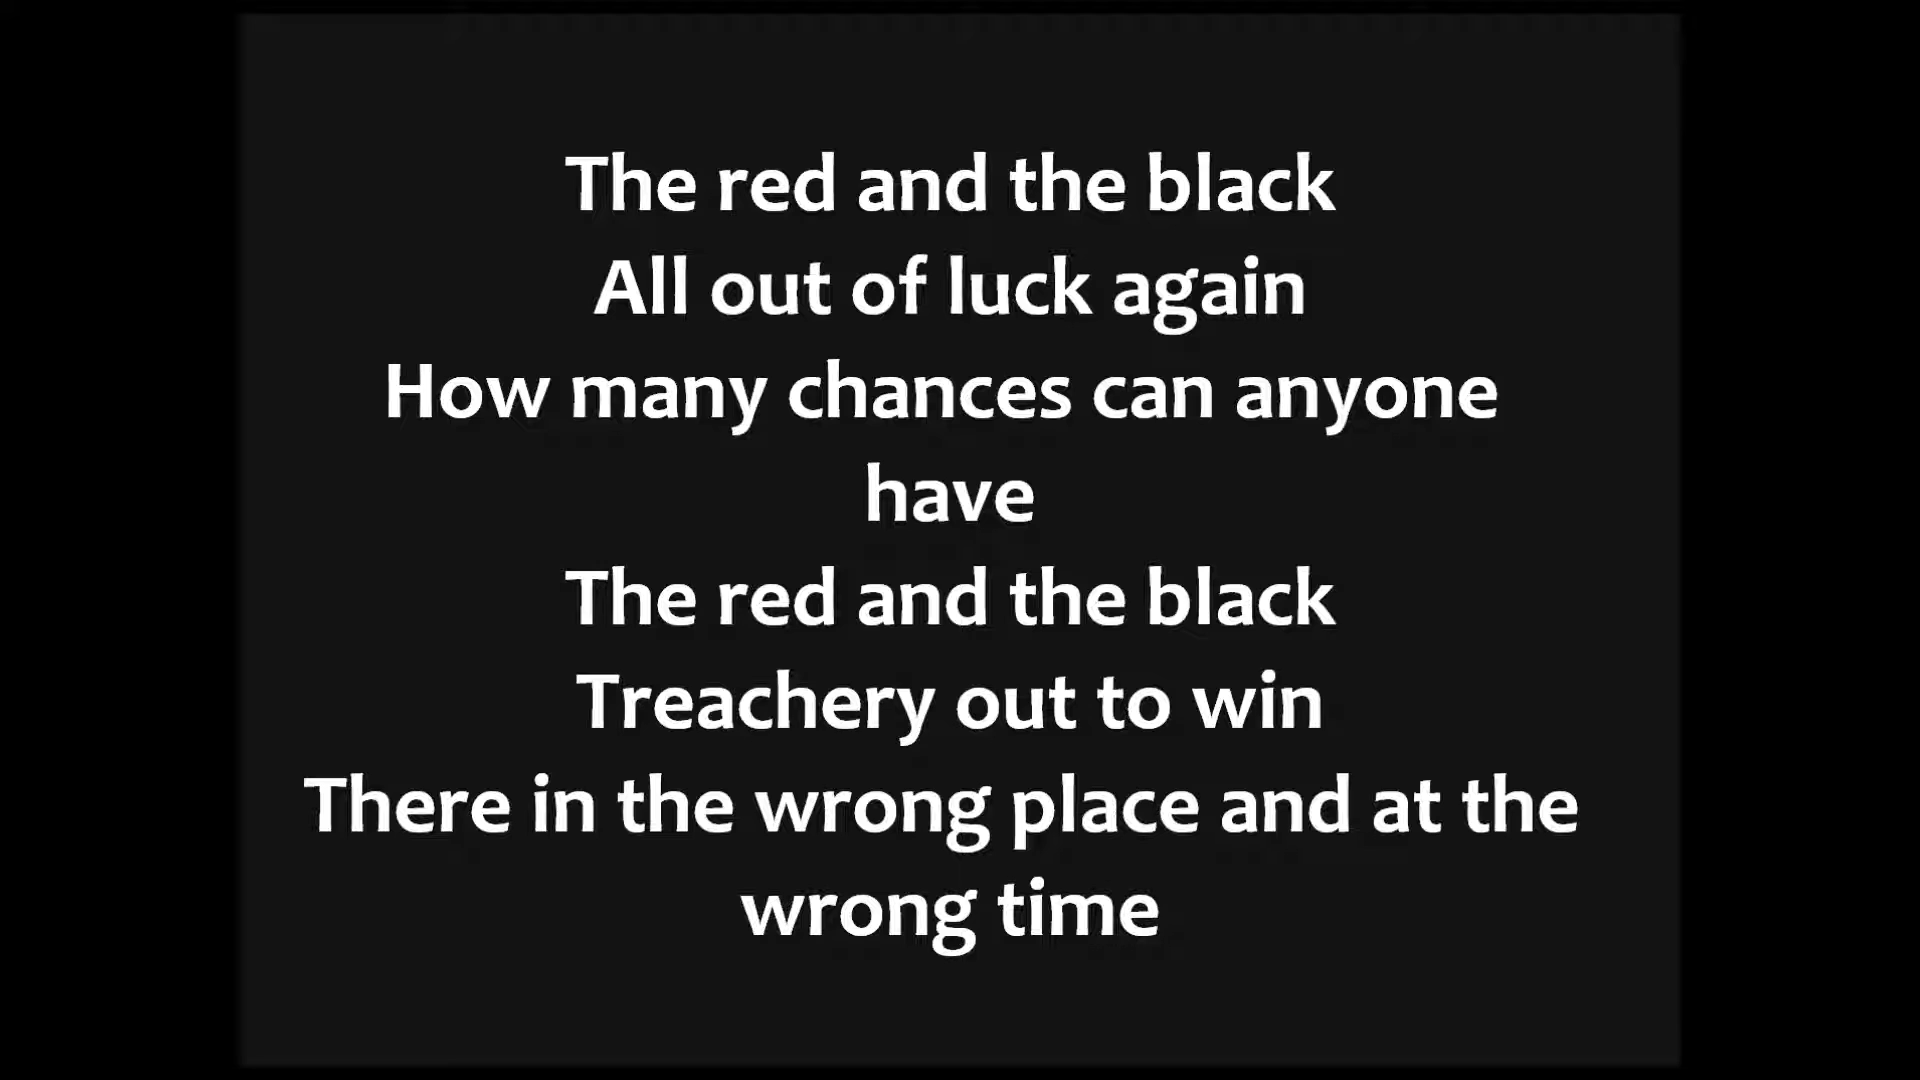 The red and the black
All out of luck again
How many chances can anyone
have
The red and the black
Treachery out to win
There in the wrong place and at the
wrong time